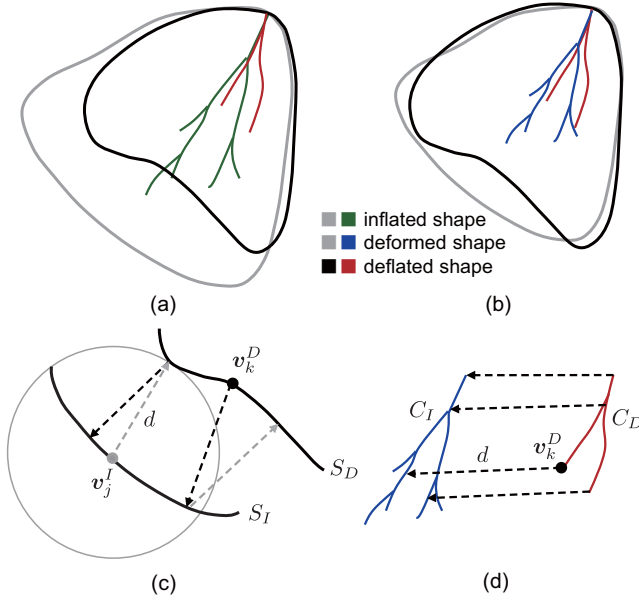 inflated shape
deformed shape
deflated shape
(a)
(b)
v_k^D
d
v_j^I
S_I
S_D
C_I
C_D
v_k^D
d
(c)
(d)